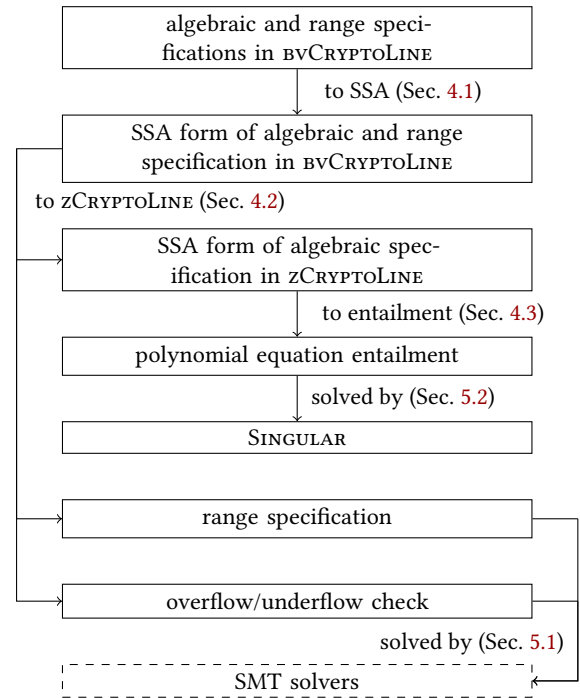 algebraic and range speci-
fications in bvCryptoLine
to SSA (Sec. 4.1)
SSA form of algebraic and range
specification in bvCryptoLine
to zCryptoLine (Sec. 4.2)
SSA form of algebraic spec-
ification in zCryptoLine
to entailment (Sec. 4.3)
polynomial equation entailment
solved by (Sec. 5.2)
Singular
range specification
overflow/underflow check
solved by (Sec. 5.1)
SMT solvers